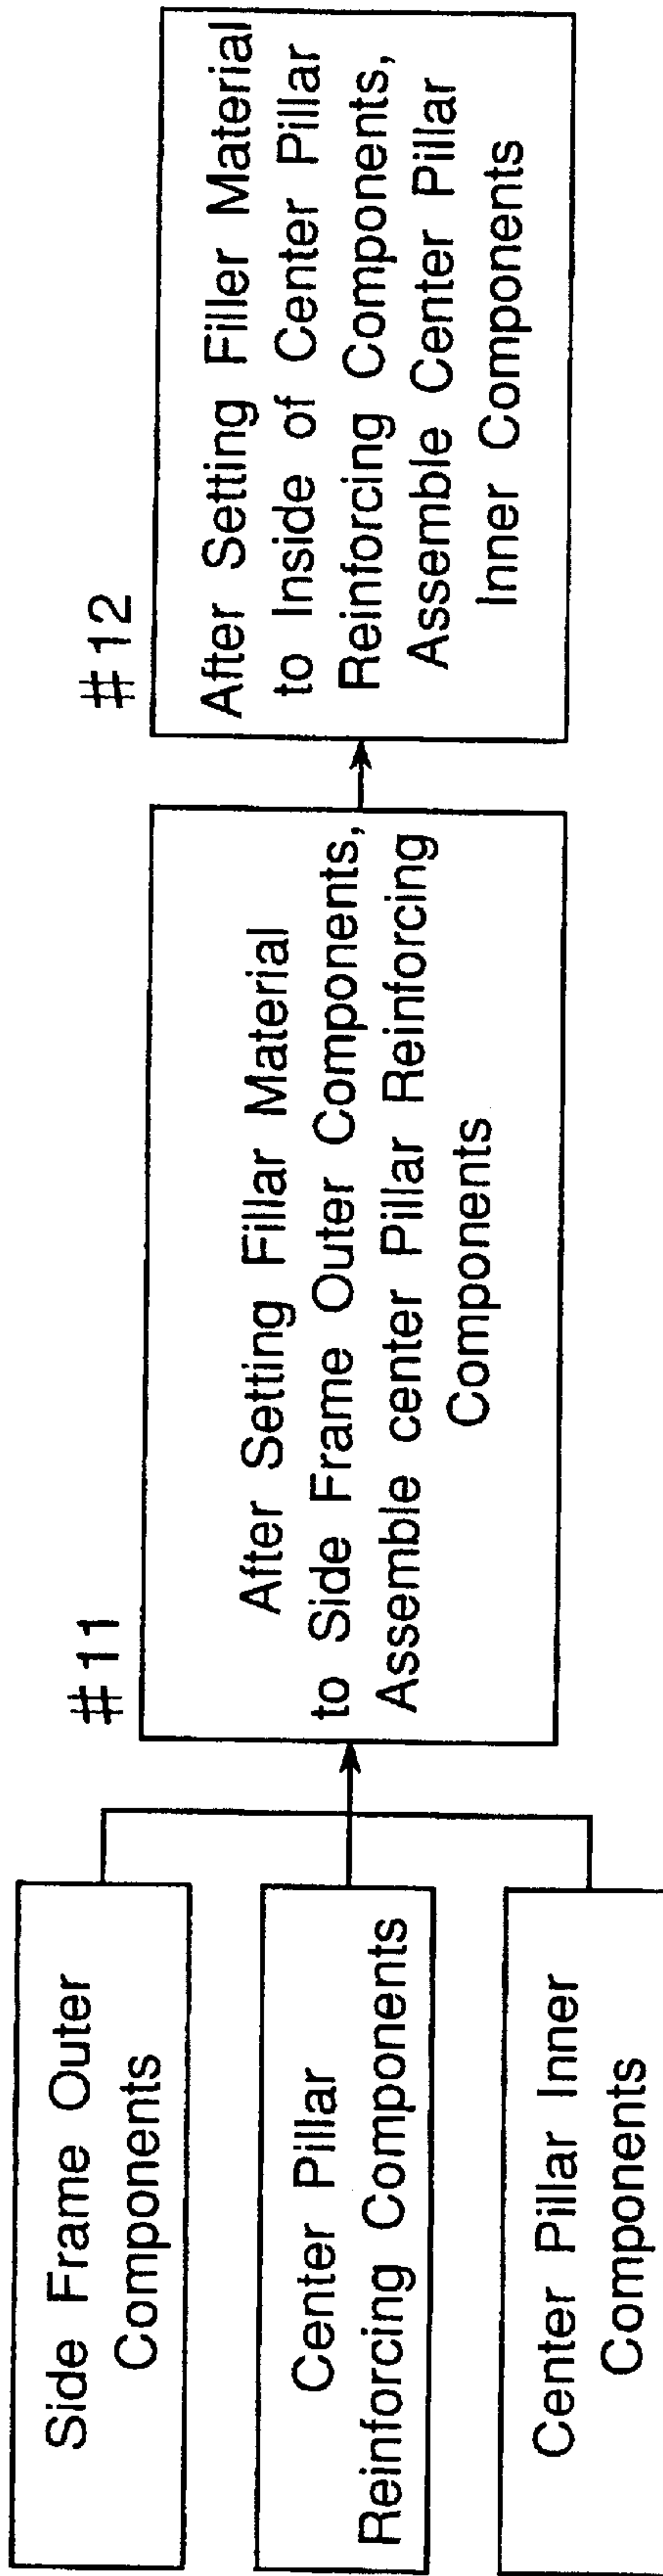 Side Frame Outer
Components
Center Pillar
Reinforcing Components
Center Pillar Inner
Components
#11
After Setting Fillar Material
to Side Frame Outer Components,
Assemble center Pillar Reinforcing
Components
#12
After Setting Filler Material
to Inside of Center Pillar
Reinforcing Components,
Assemble Center Pillar
Inner Components